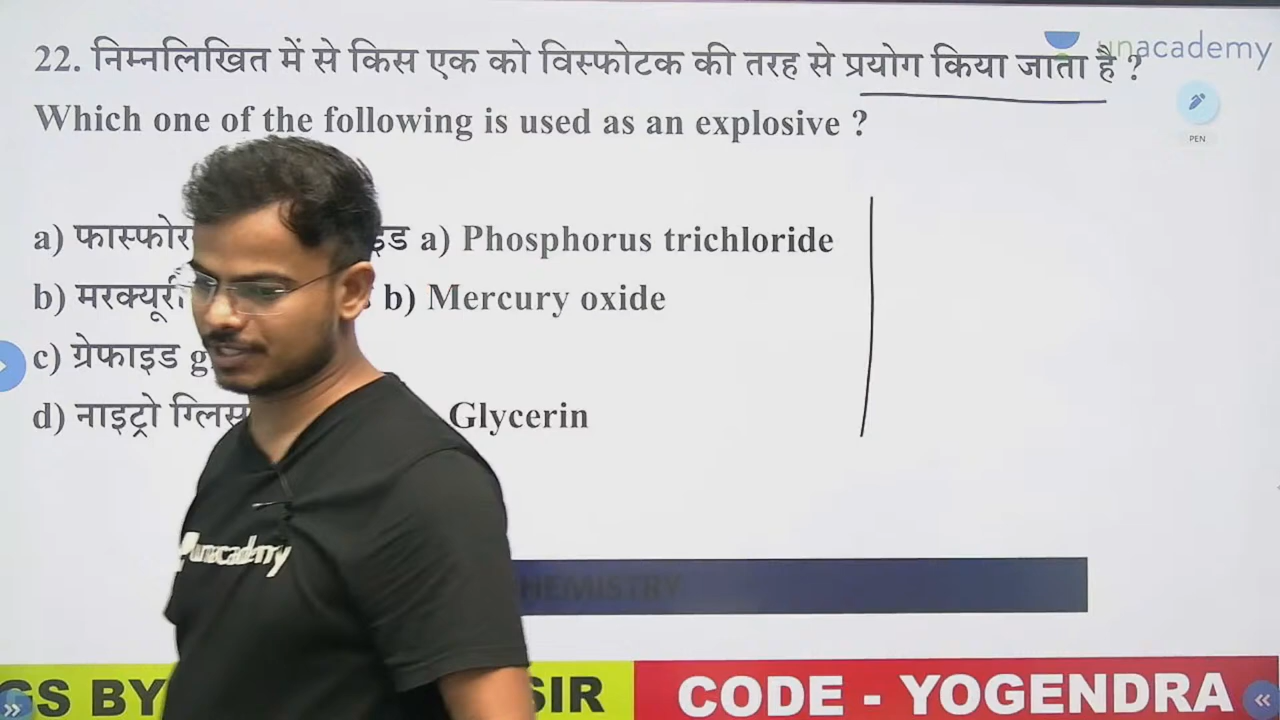 22. निम्नलिखित में से किस एक को विस्फोटक की तरह से प्रयोग किया जाता है ?
unacademy
Which one of the following is used as an explosive ?
PEN
a) a) Phosphorus trichloride
b) b) Mercury oxide
c) ग्रेफाइड
d) नाइट्रो Glycerin
unacademy
CHEMISTRY
GS BY SIR CODE - YOGENDRA